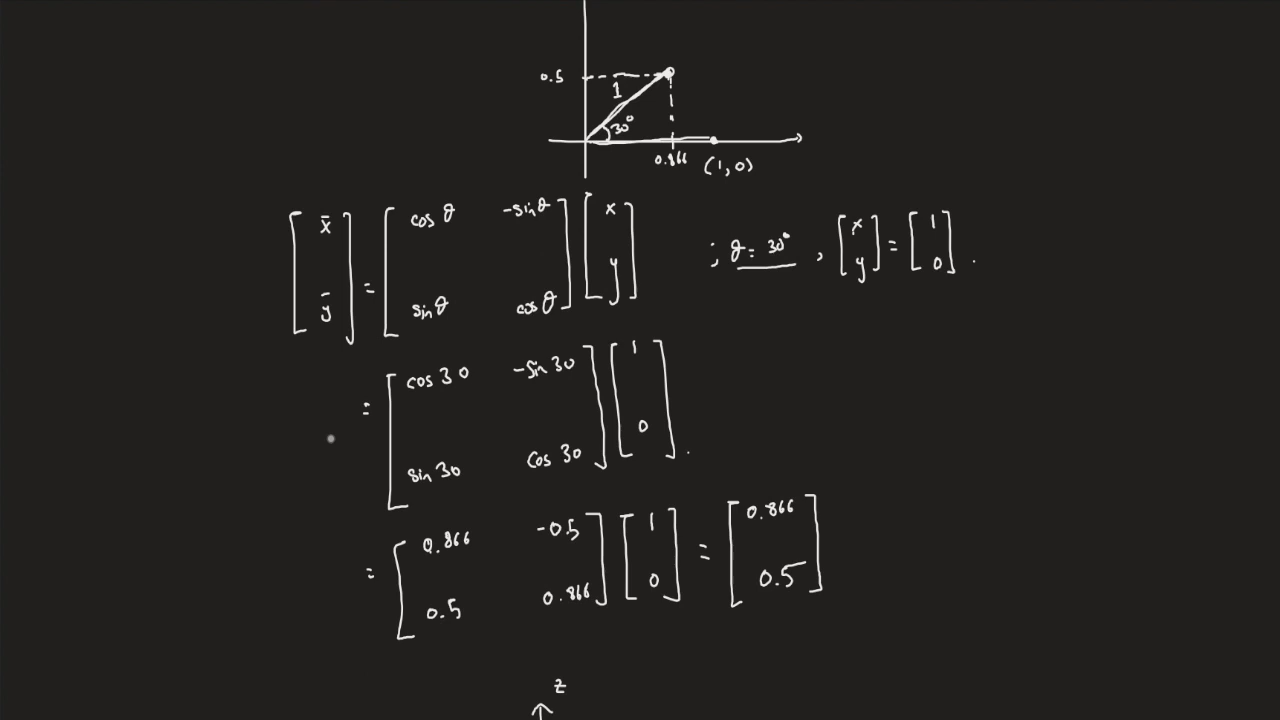 0.5
1
30°
0.866 (1,0)
[x̄ ȳ] = [cos θ -sin θ; sin θ cos θ] [x y] ; θ = 30°, [x y] = [1 0].
= [cos 30 -sin 30; sin 30 cos 30] [1 0].
= [0.866 -0.5; 0.5 0.866] [1 0] = [0.866 0.5]
z